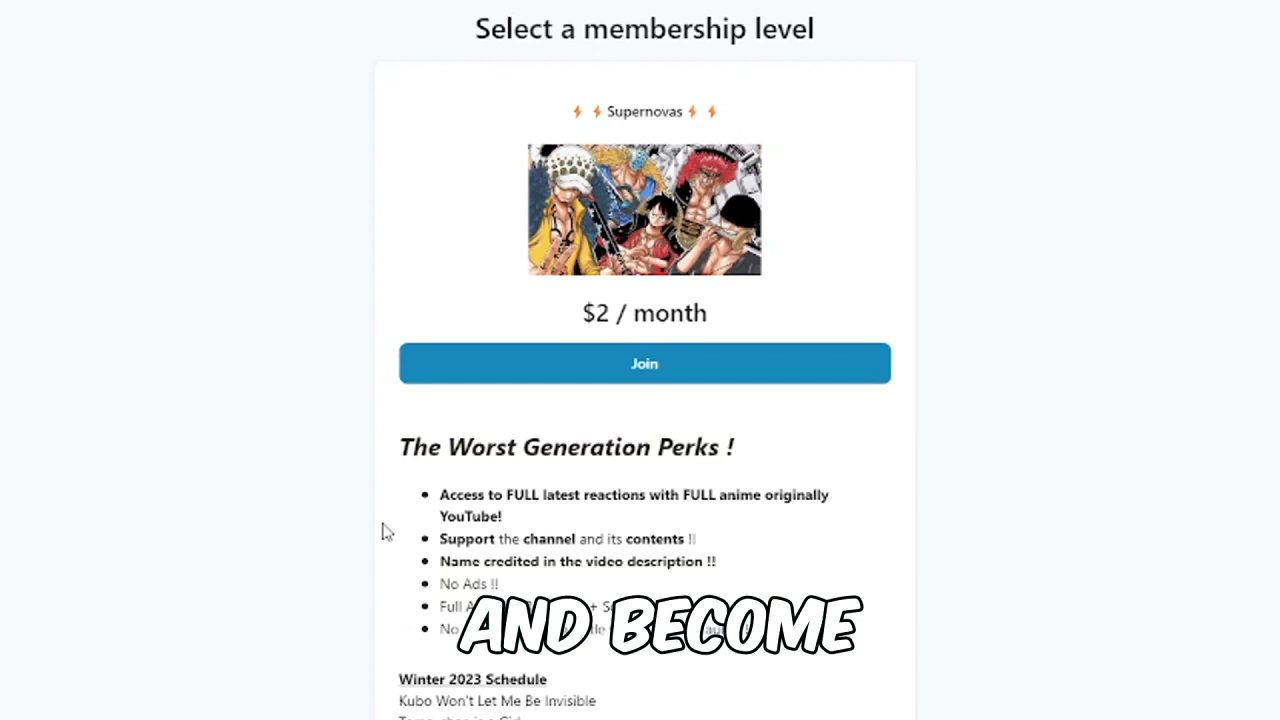 Select a membership level
Supernovas
$2 / month
Join
The Worst Generation Perks !
Access to FULL latest reactions with FULL anime originally
YouTube!
Support the channel and its contents !!
Name credited in the video description !!
No Ads !!
Full
+
No
AND BECOME
Winter 2023 Schedule
Kubo Won't Let Me Be Invisible